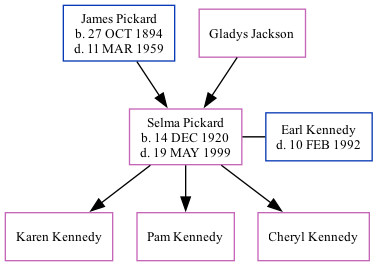 James Pickard
b. 27 OCT 1894
d. 11 MAR 1959
Gladys Jackson
Selma Pickard
b. 14 DEC 1920
d. 19 MAY 1999
Earl Kennedy
d. 10 FEB 1992
Karen Kennedy
Pam Kennedy
Cheryl Kennedy